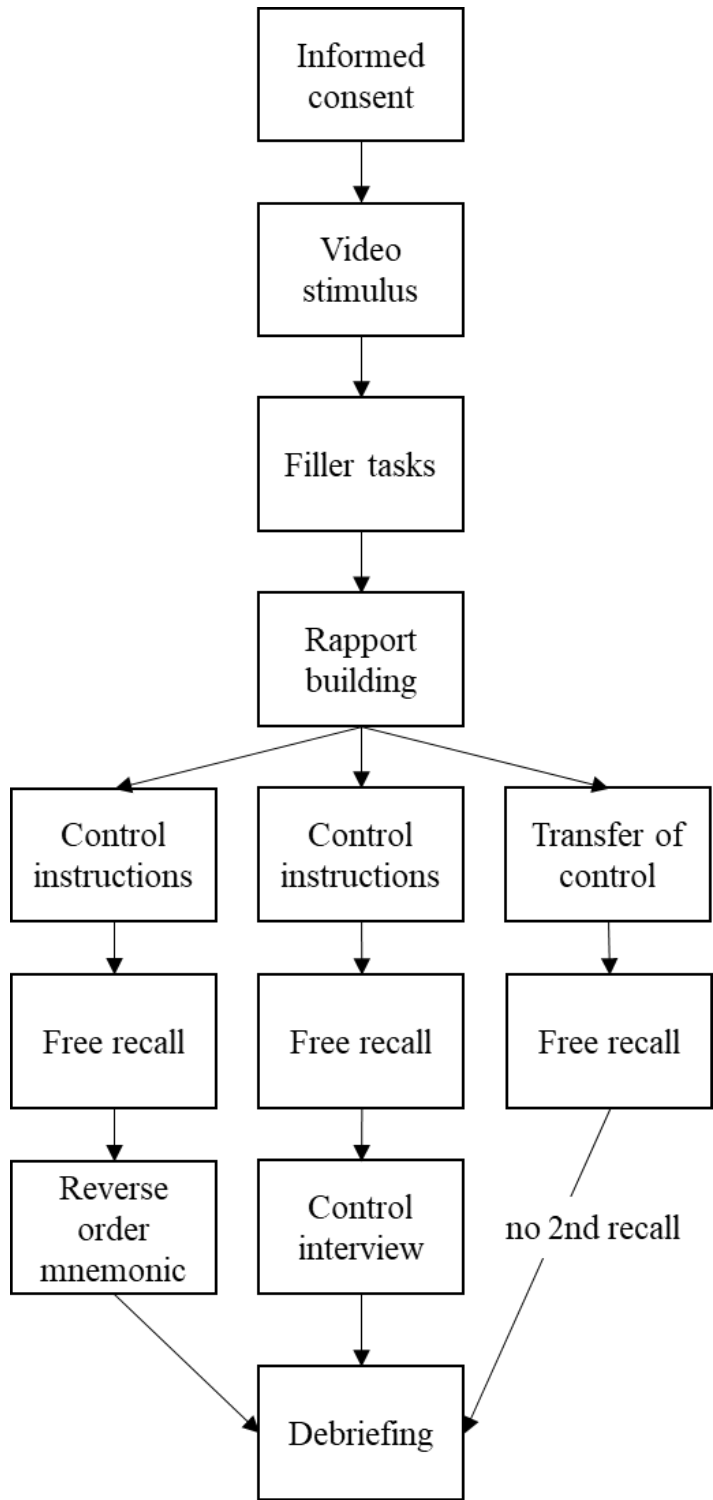 Informed
consent
Video
stimulus
Filler tasks
Rapport
building
Control
instructions
Control
instructions
Transfer of
control
Free recall
Free recall
Free recall
Reverse
order
mnemonic
Control
interview
no 2nd recall
Debriefing